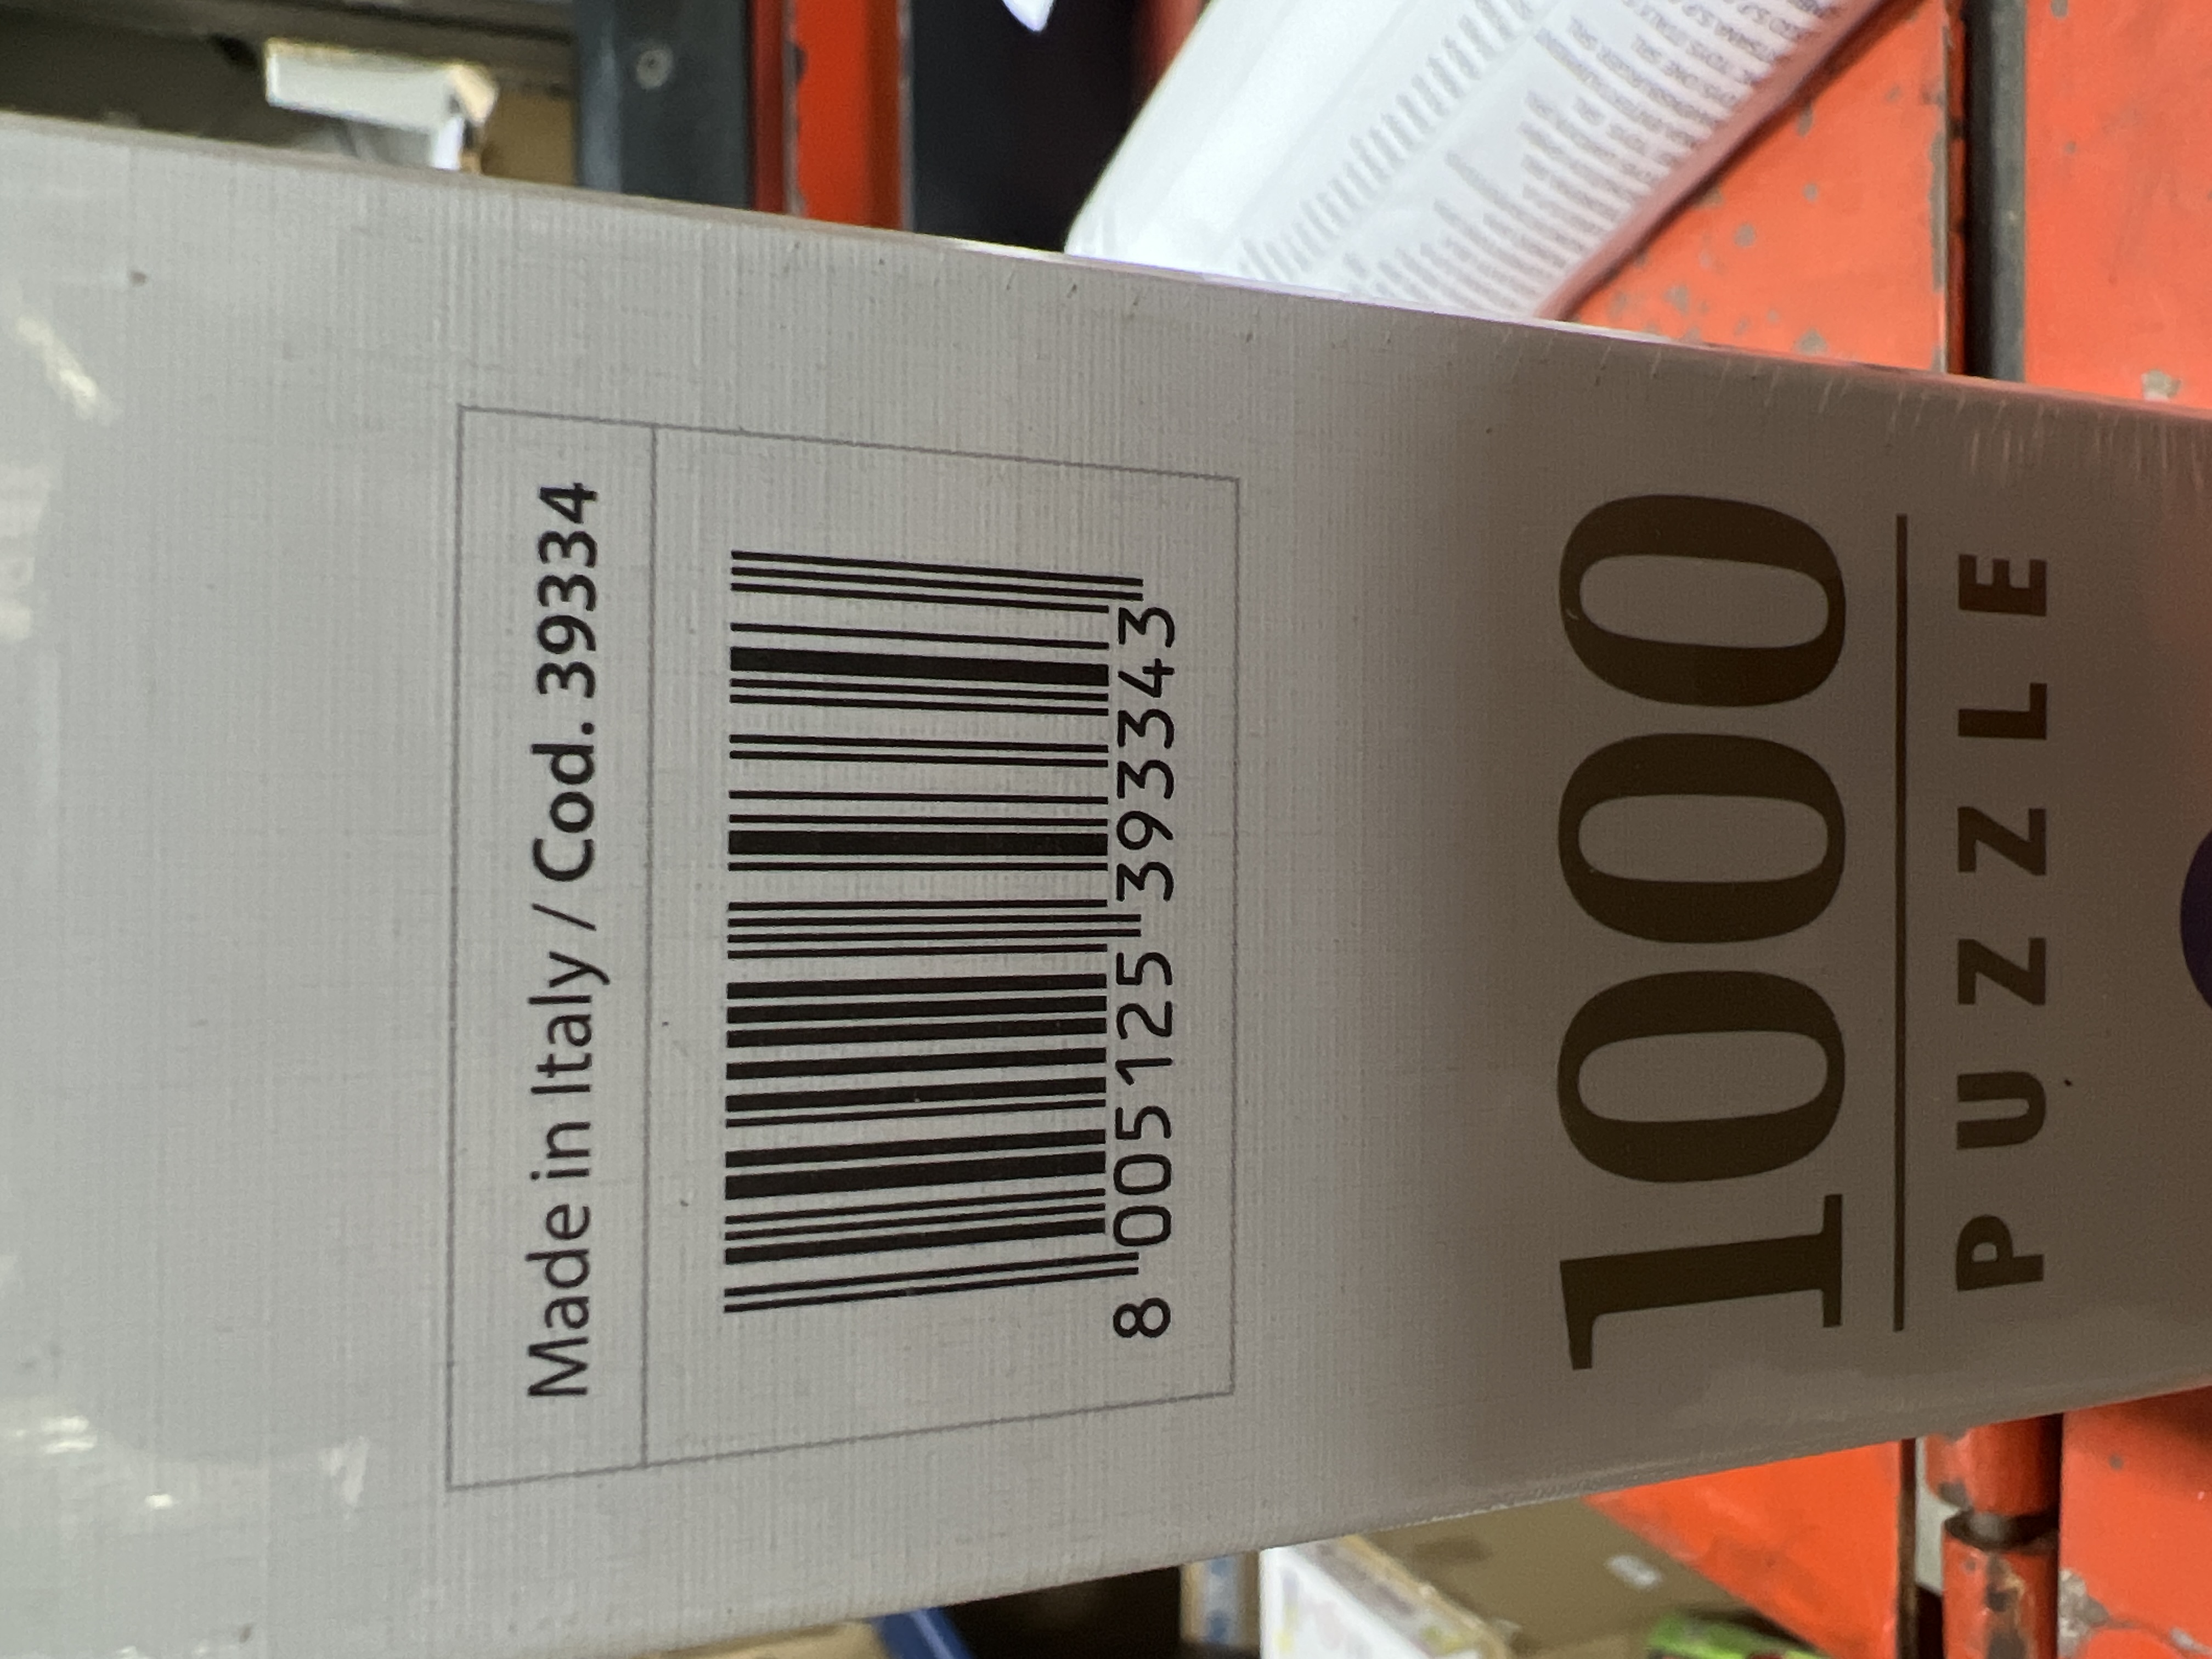 Made in Italy / Cod. 39334
8 005125 393343
1000
PUZZLE